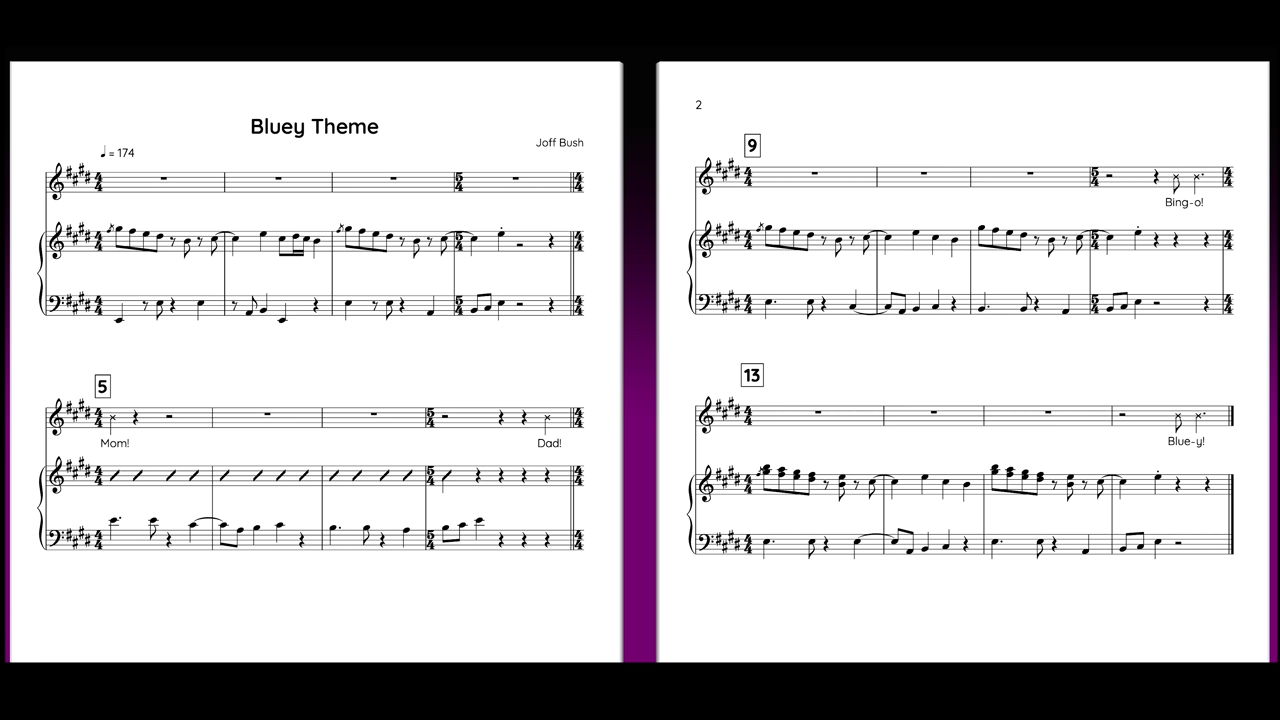 Bluey Theme
Joff Bush
♩ = 174
5
Mom! Dad!
2
9
Bing-o!
13
Blue-y!